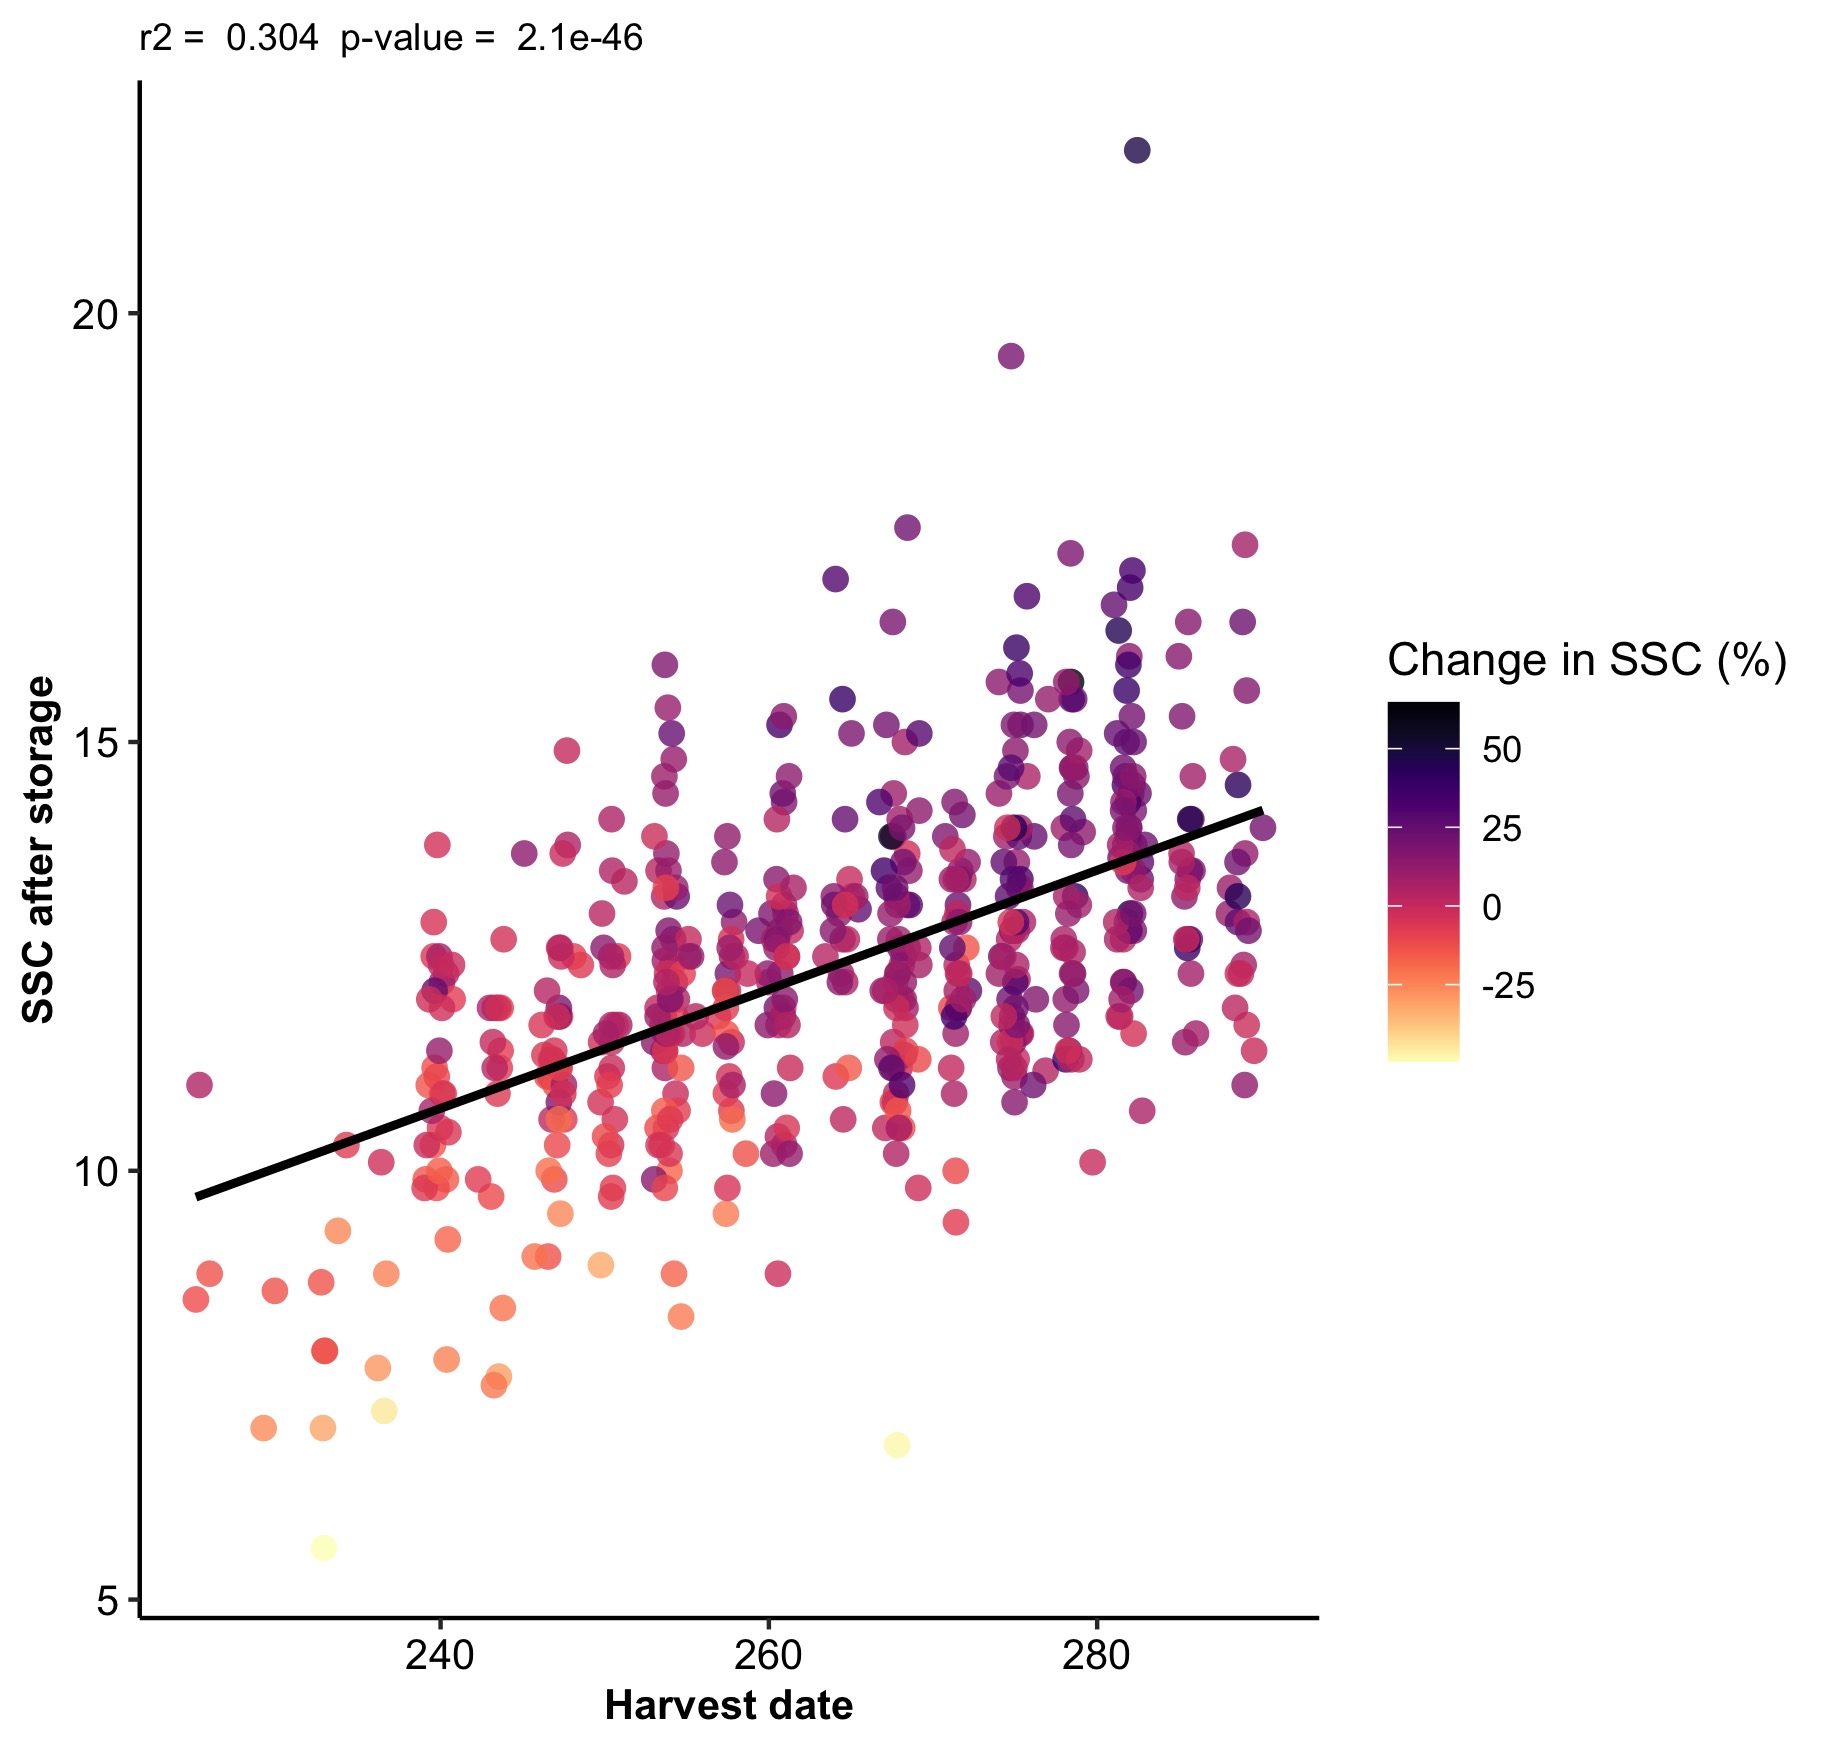 r2 = 0.304 p-value = 2.1e-46
SSC after storage
20
15
10
5
240
260
280
Harvest date
Change in SSC (%)
50
25
0
-25